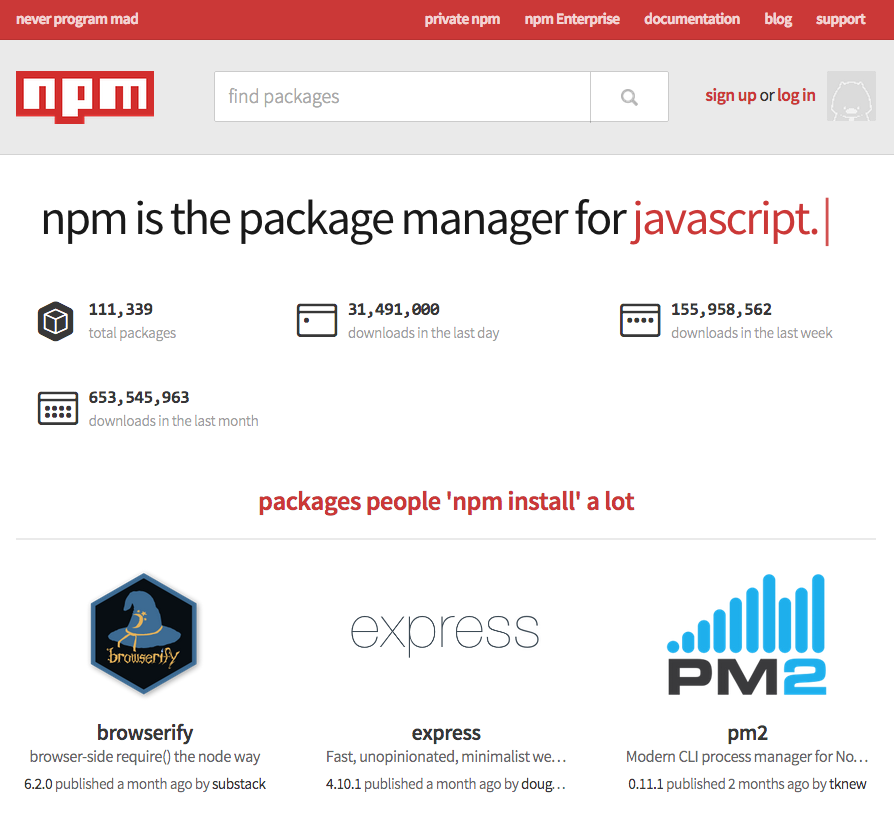 never program mad
private npm npm Enterprise documentation blog support
npm
find packages
sign up or log in
npm is the package manager for javascript.
111,339
total packages
31,491,000
downloads in the last day
155,958,562
downloads in the last week
653,545,963
downloads in the last month
packages people 'npm install' a lot
browserify
express
PM2
browserify
browser-side require() the node way
6.2.0 published a month ago by substack
express
Fast, unopinionated, minimalist we…
4.10.1 published a month ago by doug…
pm2
Modern CLI process manager for No…
0.11.1 published 2 months ago by tknew